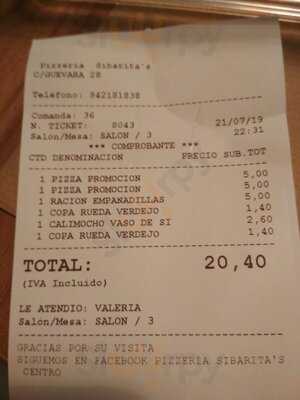 Pizzeria Sibarita's
C/GUEVARA 28
Telefono: 942181838
Comanda: 36
N. TICKET: 8043 21/07/19
Salon/Mesa: SALON / 3 22:31
*** COMPROBANTE ***
CTD DENOMINACION PRECIO SUB.TOT
1 PIZZA PROMOCION 5,00
1 PIZZA PROMOCION 5,00
1 RACION EMPANADILLAS 5,00
1 COPA RUEDA VERDEJO 1,40
1 CALIMOCHO VASO DE SI 2,60
1 COPA RUEDA VERDEJO 1,40
TOTAL: 20,40
(IVA Incluido)
LE ATENDIO: VALERIA
Salon/Mesa: SALON / 3
GRACIAS POR SU VISITA
SIGUEMOS EN FACEBOOK PIZZERIA SIBARITA'S
CENTRO